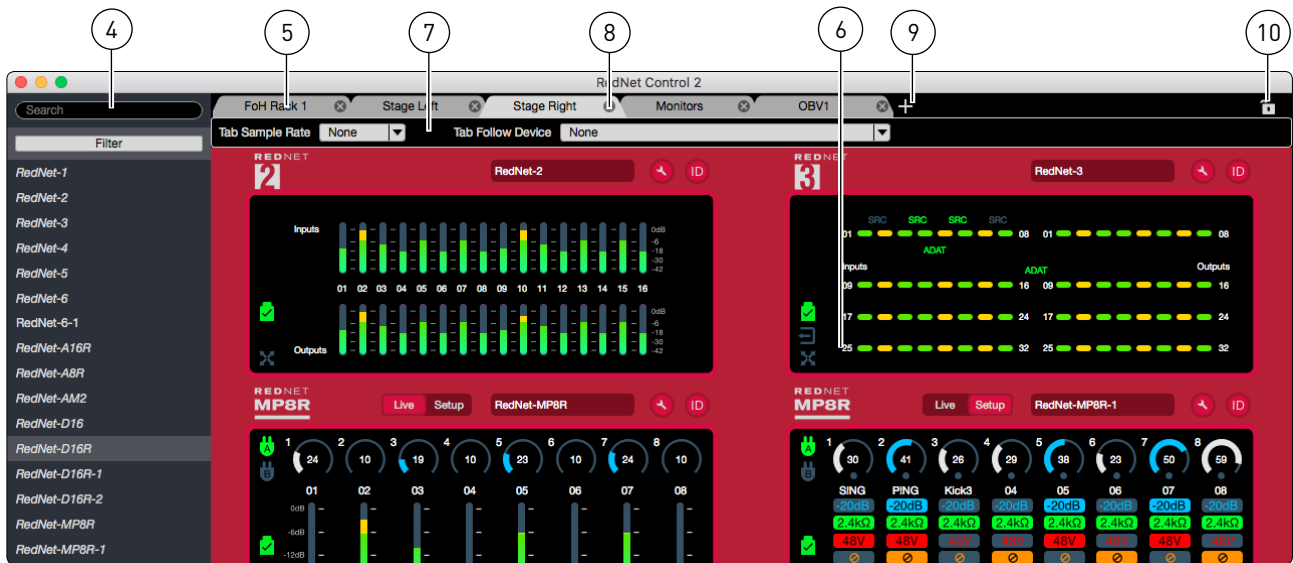 4 5 7 8 6 9 10
RedNet Control 2
Search
FoH Rack 1 Stage Left Stage Right Monitors OBV1 +
Tab Sample Rate None Tab Follow Device None
Filter
RedNet-1
RedNet-2
RedNet-3
RedNet-4
RedNet-5
RedNet-6
RedNet-6-1
RedNet-A16R
RedNet-A8R
RedNet-AM2
RedNet-D16
RedNet-D16R
RedNet-D16R-1
RedNet-D16R-2
RedNet-MP8R
RedNet-MP8R-1
REDNET
2
RedNet-2
ID
Inputs
0dB
-6
-18
-30
-42
01 02 03 04 05 06 07 08 09 10 11 12 13 14 15 16
0dB
-6
-18
-30
-42
Outputs
REDNET
3
RedNet-3
ID
SRC SRC SRC SRC
01 08 01 08
ADAT
Inputs ADAT Outputs
09 16 09 16
17 24 17 24
25 32 25 32
REDNET
MP8R
Live Setup
RedNet-MP8R
ID
A
B
1 2 3 4 5 6 7 8
24 10 19 10 23 10 24 10
01 02 03 04 05 06 07 08
0dB
-6dB
-12dB
REDNET
MP8R
Live Setup
RedNet-MP8R-1
ID
A
B
1 2 3 4 5 6 7 8
30 41 26 29 38 23 50 59
SING PING Kick3 04 05 06 07 08
-20dB -20dB -20dB -20dB -20dB -20dB -20dB -20dB
2.4kΩ 2.4kΩ 2.4kΩ 2.4kΩ 2.4kΩ 2.4kΩ 2.4kΩ 2.4kΩ
48V 48V 48V 48V 48V 48V 48V 48V